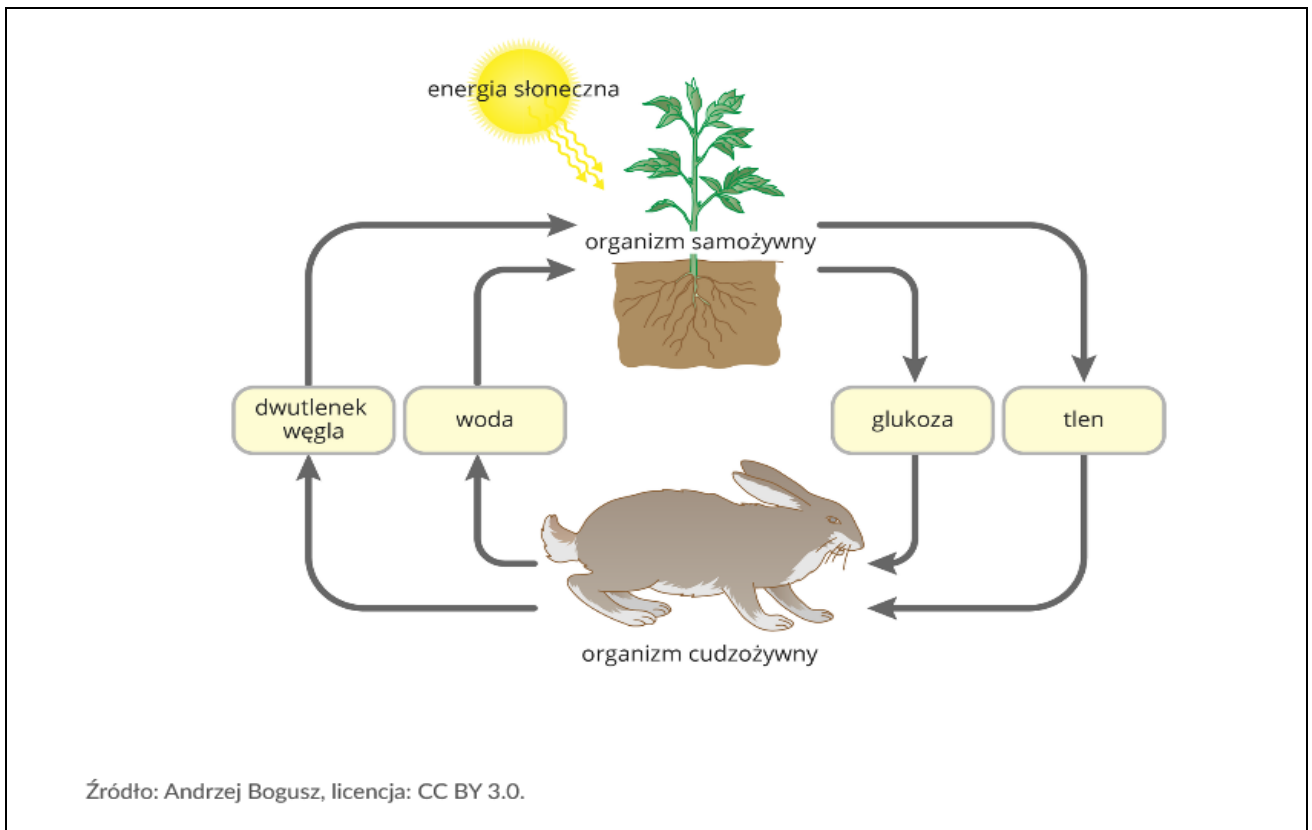 energia słoneczna
organizm samożywny
dwutlenek
węgla
woda
glukoza
tlen
organizm cudzożywny
Źródło: Andrzej Bogusz, licencja: CC BY 3.0.